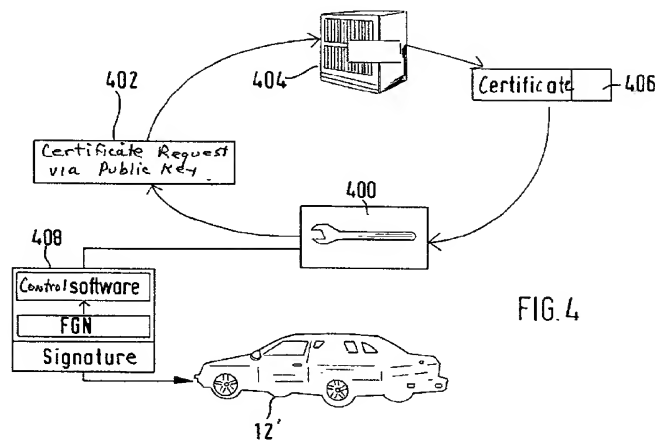 404
402
Certificate
406
Certificate Request
via Public Key.
400
408
Control software
FGN
Signature
FIG. 4
12'